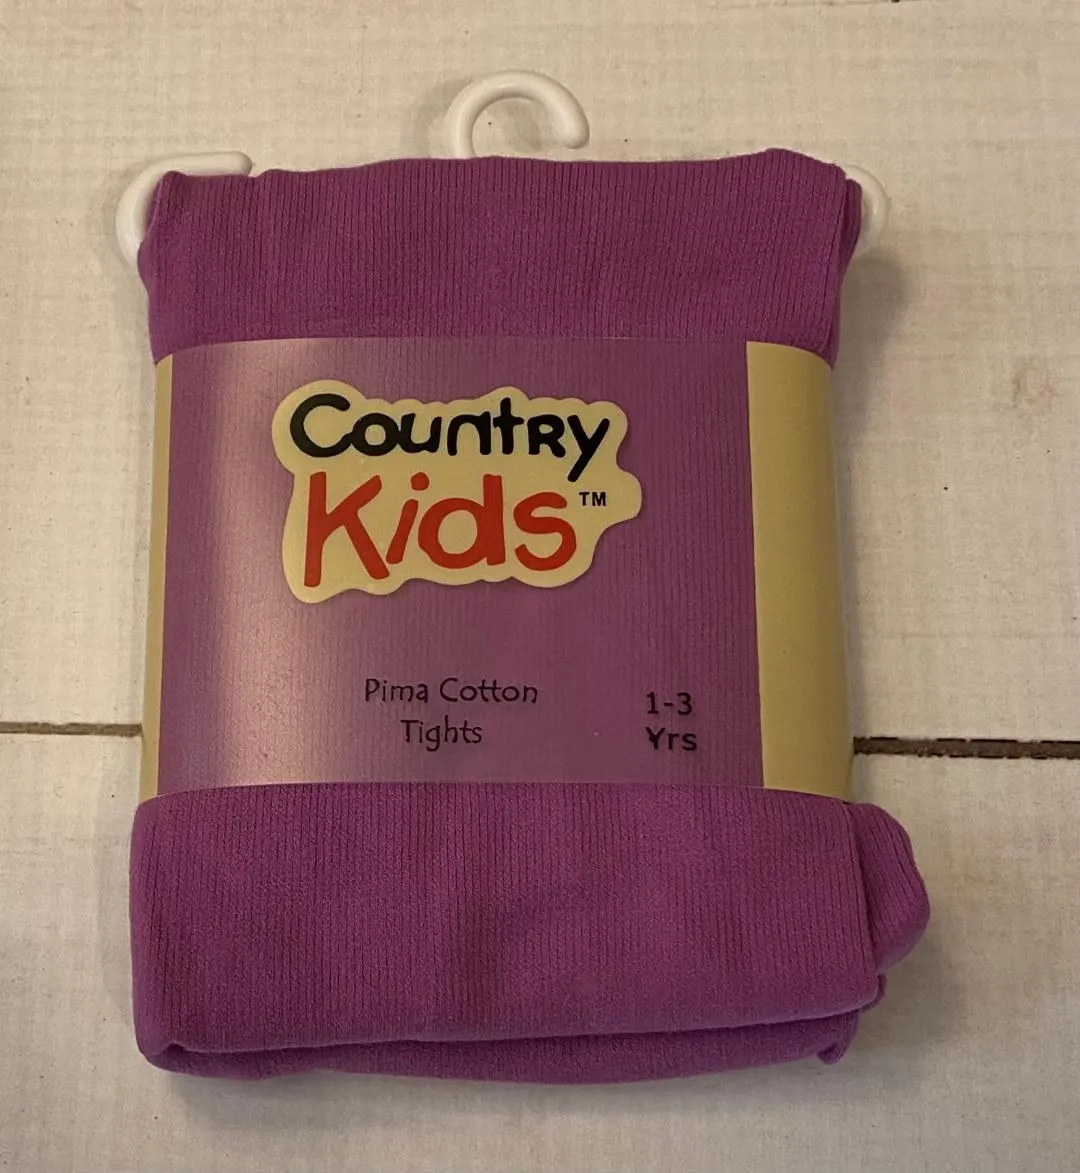 CountRy
Kids™
Pima Cotton
Tights
1-3
Yrs